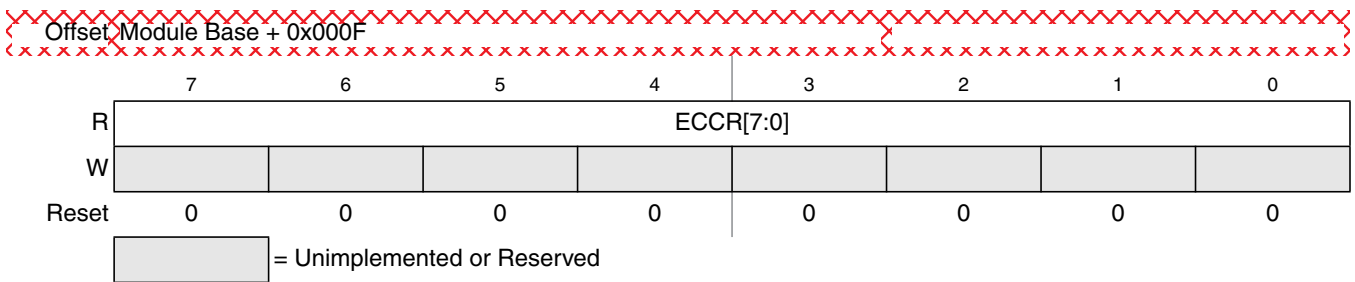 Offset Module Base + 0x000F
7 6 5 4 3 2 1 0
R ECCR[7:0]
W
Reset 0 0 0 0 0 0 0 0
= Unimplemented or Reserved